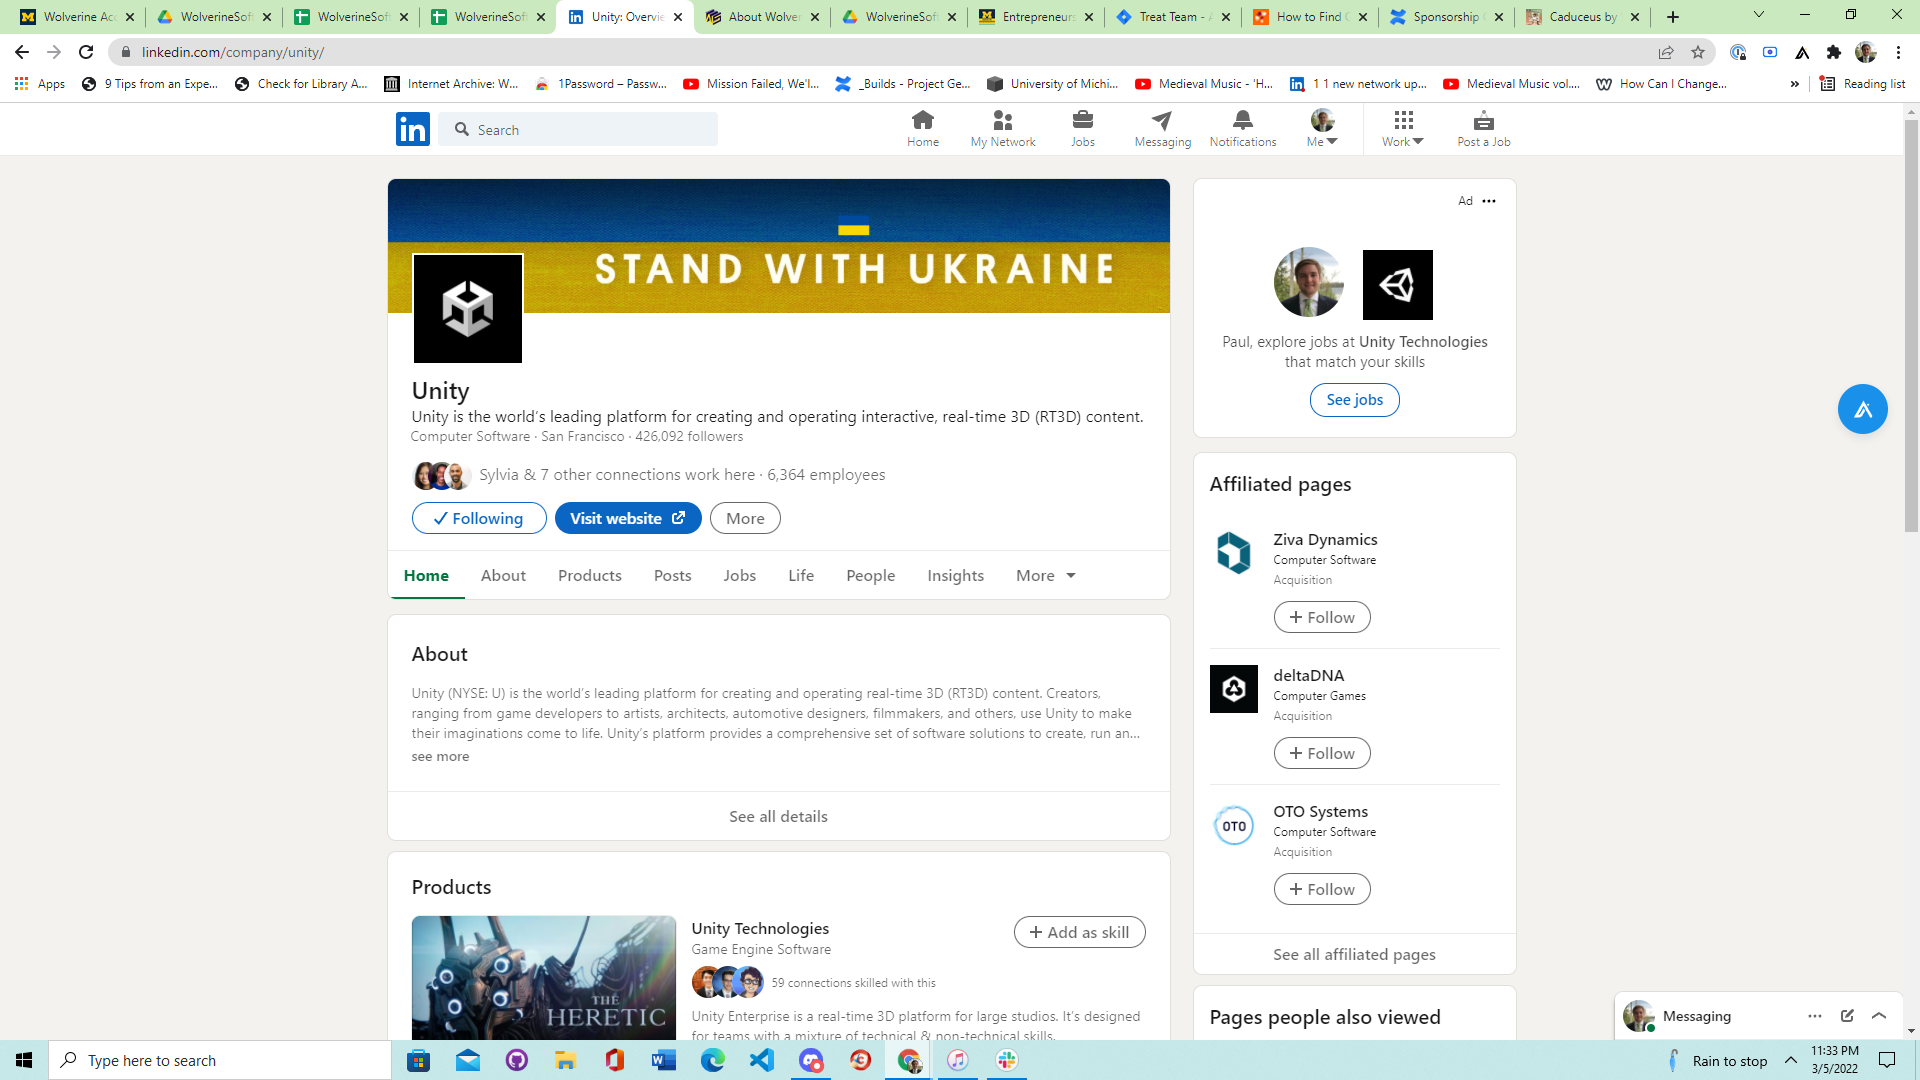 Wolverine Acc
WolverineSoft
WolverineSoft
WolverineSoft
Unity: Overvie
About Wolver
WolverineSoft
Entrepreneurs
Treat Team - A
How to Find C
Sponsorship
Caduceus by
linkedin.com/company/unity/
Apps
9 Tips from an Expe...
Check for Library A...
Internet Archive: W...
1Password – Passw...
Mission Failed, We'l...
_Builds - Project Ge...
University of Michi...
Medieval Music - 'H...
1 1 new network up...
Medieval Music vol....
How Can I Change...
»
Reading list
in
Search
Home
My Network
Jobs
Messaging
Notifications
Me
Work
Post a Job
STAND WITH UKRAINE
Unity
Unity is the world's leading platform for creating and operating interactive, real-time 3D (RT3D) content.
Computer Software · San Francisco · 426,092 followers
Sylvia & 7 other connections work here · 6,364 employees
Following
Visit website
More
Home
About
Products
Posts
Jobs
Life
People
Insights
More
About
Unity (NYSE: U) is the world's leading platform for creating and operating real-time 3D (RT3D) content. Creators,
ranging from game developers to artists, architects, automotive designers, filmmakers, and others, use Unity to make
their imaginations come to life. Unity's platform provides a comprehensive set of software solutions to create, run an...
see more
See all details
Products
THE
HERETIC
Unity Technologies
Game Engine Software
+ Add as skill
59 connections skilled with this
Unity Enterprise is a real-time 3D platform for large studios. It's designed
for teams with a mixture of technical & non-technical skills.
Ad
Paul, explore jobs at Unity Technologies
that match your skills
See jobs
Affiliated pages
Ziva Dynamics
Computer Software
Acquisition
+ Follow
deltaDNA
Computer Games
Acquisition
+ Follow
OTO
OTO Systems
Computer Software
Acquisition
+ Follow
See all affiliated pages
Pages people also viewed
Messaging
Type here to search
Rain to stop
11:33 PM
3/5/2022